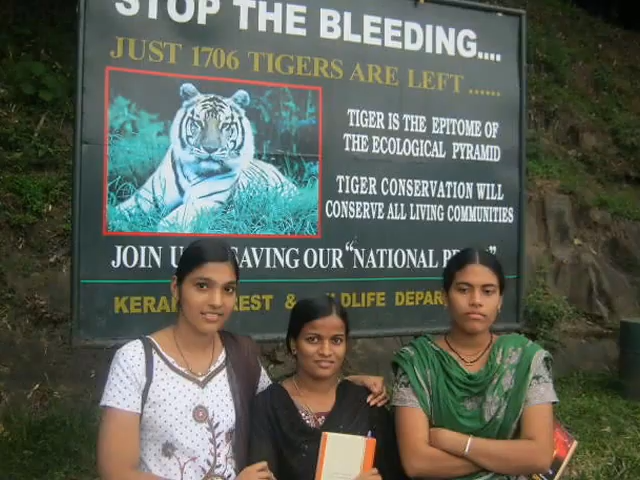 STOP THE BLEEDING....
JUST 1706 TIGERS ARE LEFT ......
TIGER IS THE EPITOME OF
THE ECOLOGICAL PYRAMID
TIGER CONSERVATION WILL
CONSERVE ALL LIVING COMMUNITIES
JOIN SAVING OUR "NATIONAL
&